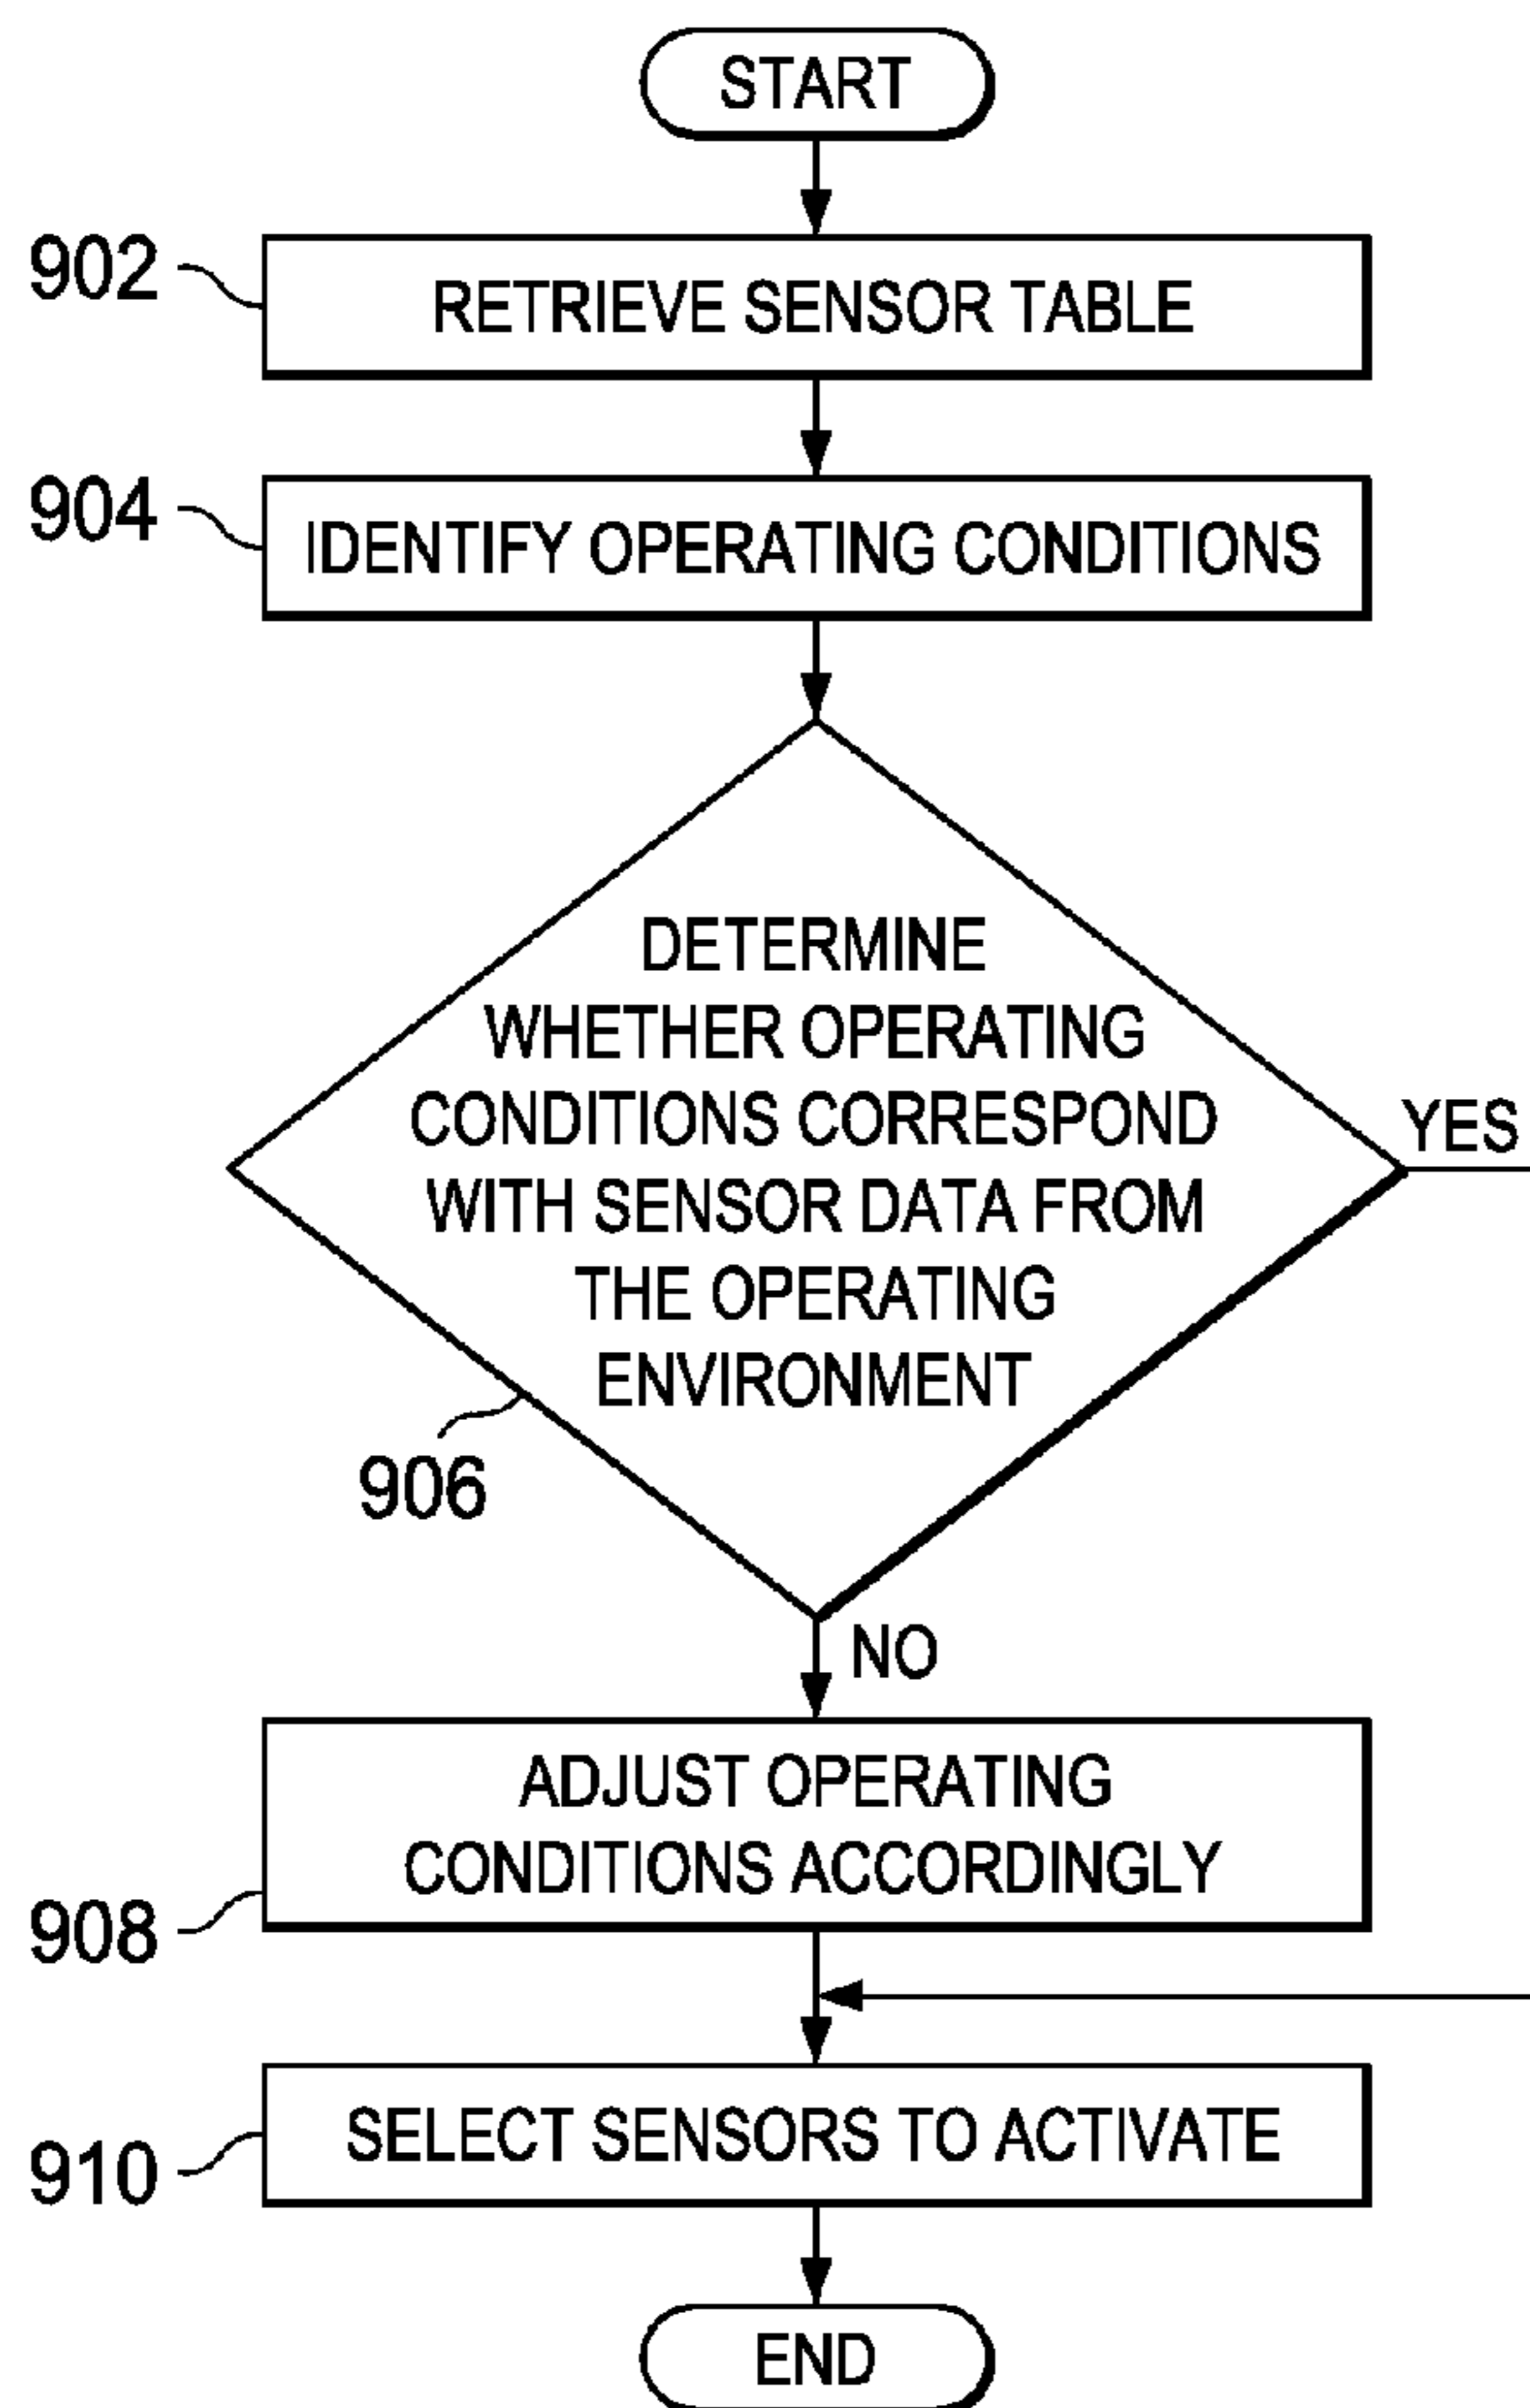 START
902
RETRIEVE SENSOR TABLE
904
IDENTIFY OPERATING CONDITIONS
DETERMINE
WHETHER OPERATING
CONDITIONS CORRESPOND
WITH SENSOR DATA FROM
THE OPERATING
ENVIRONMENT
YES
906
NO
ADJUST OPERATING
CONDITIONS ACCORDINGLY
908
SELECT SENSORS TO ACTIVATE
910
END